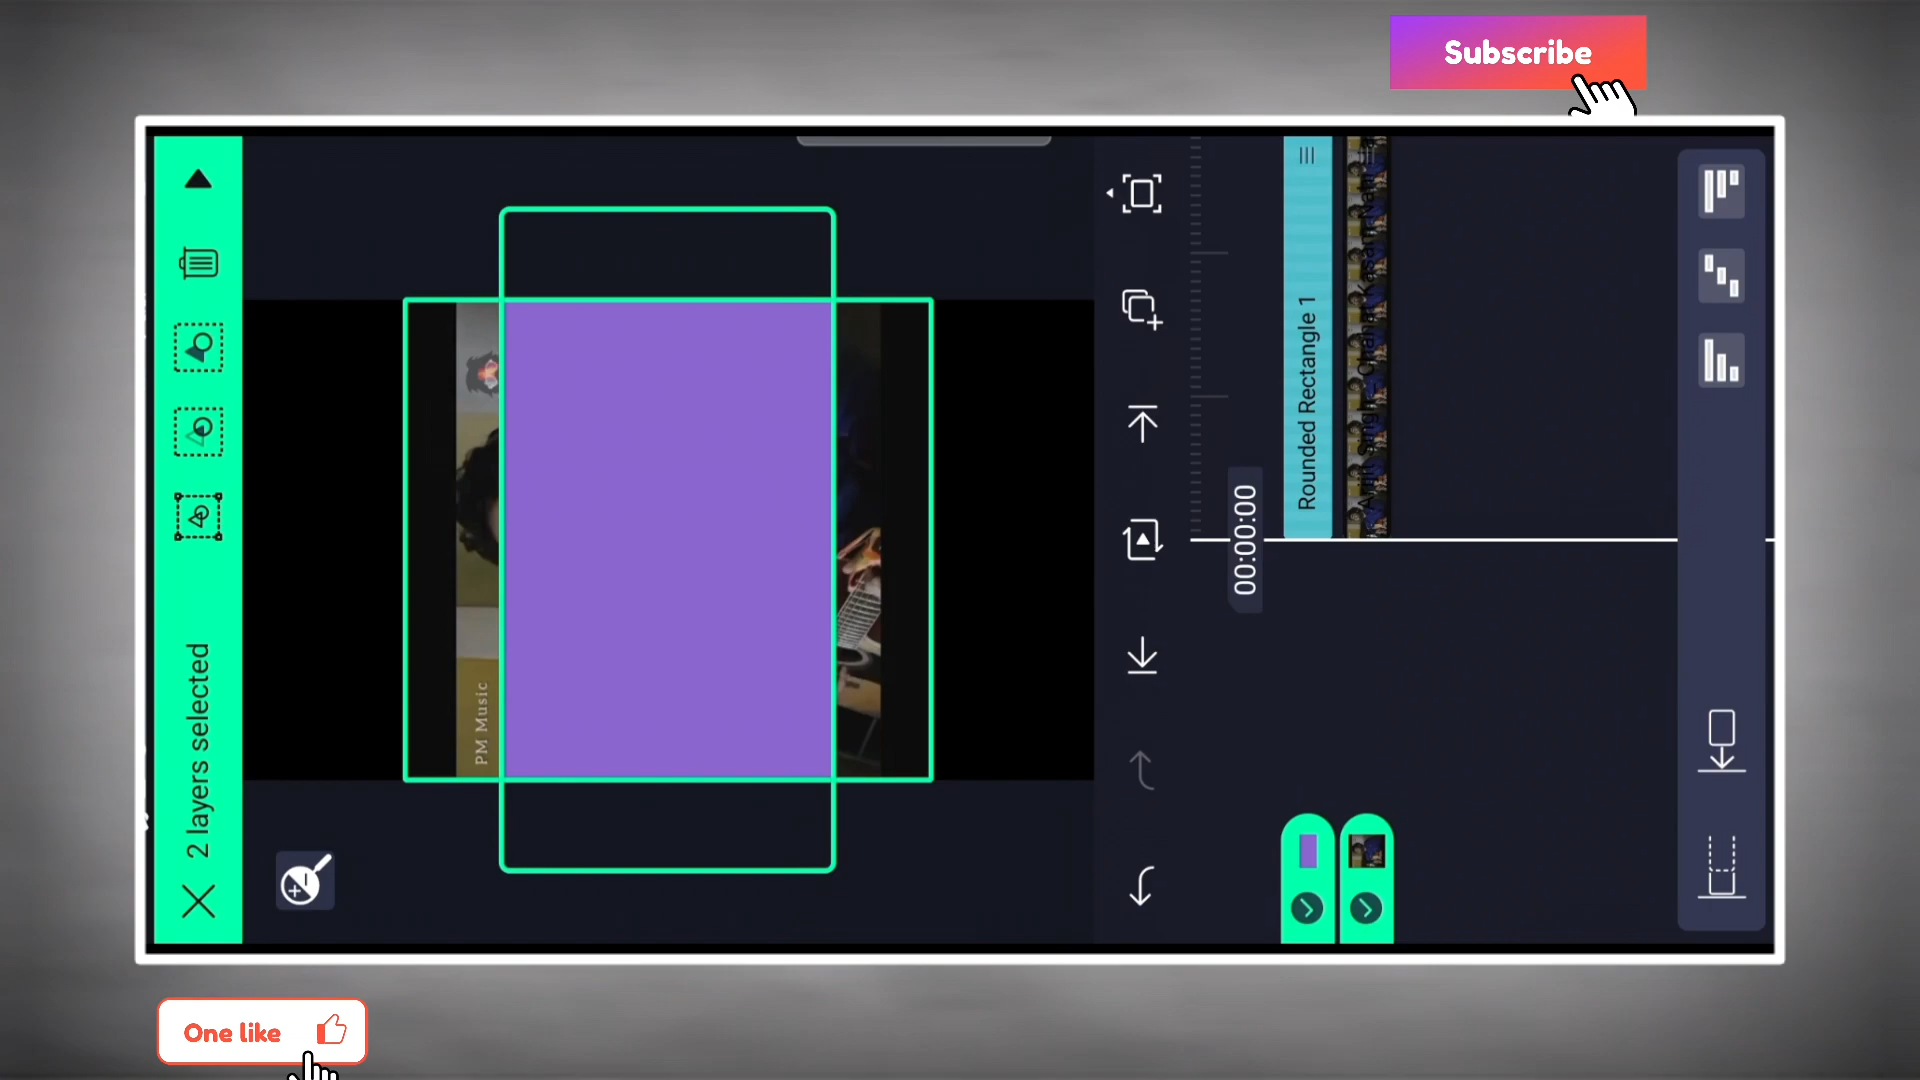 Subscribe
2 layers selected
PM Music
00:00:00
Rounded Rectangle 1
One like